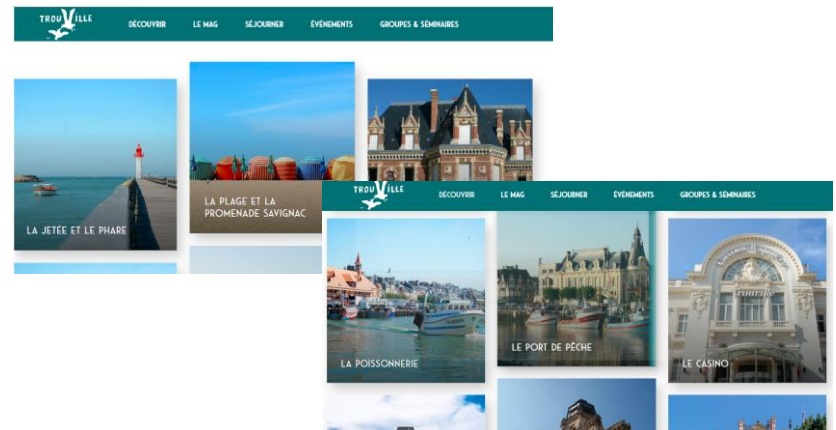 TROUVILLE
DÉCOUVRIR LE MAG SÉJOURNER ÉVÉNEMENTS GROUPES & SÉMINAIRES
LA JETÉE ET LE PHARE
LA PLAGE ET LA
PROMENADE SAVIGNAC
TROUVILLE
DÉCOUVRIR LE MAG SÉJOURNER ÉVÉNEMENTS GROUPES & SÉMINAIRES
LA POISSONNERIE
LE PORT DE PÊCHE
Trouville
LE CASINO